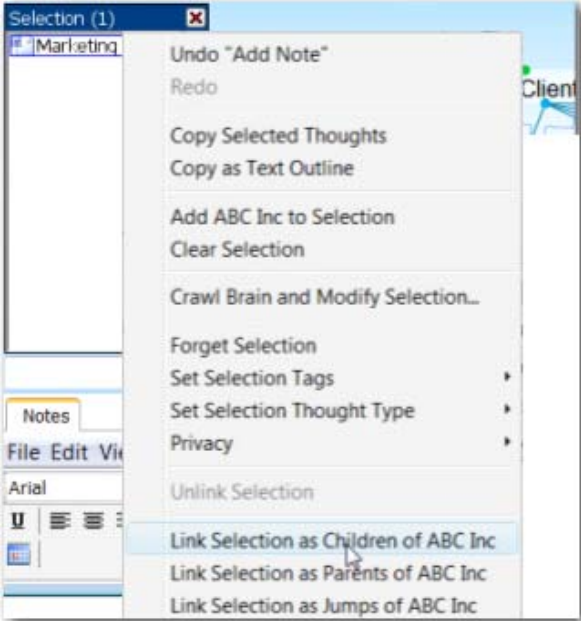 Selection (1)
Marketing
Undo "Add Note"
Redo
Client
Copy Selected Thoughts
Copy as Text Outline
Add ABC Inc to Selection
Clear Selection
Crawl Brain and Modify Selection...
Forget Selection
Set Selection Tags
Set Selection Thought Type
Privacy
Unlink Selection
Link Selection as Children of ABC Inc
Link Selection as Parents of ABC Inc
Link Selection as Jumps of ABC Inc
Notes
File Edit Vie
Arial
U